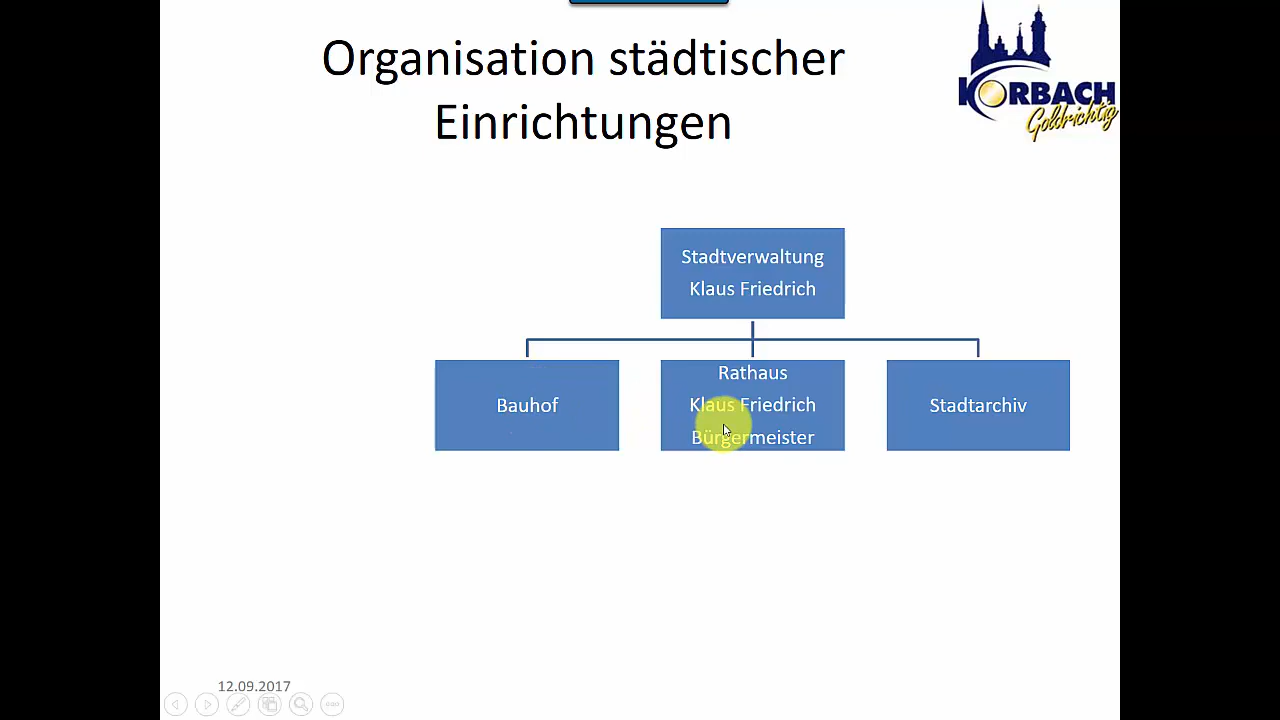 Organisation städtischer
Einrichtungen
KORBACH
Goldrichtig
Stadtverwaltung
Klaus Friedrich
Bauhof
Rathaus
Klaus Friedrich
Bürgermeister
Stadtarchiv
12.09.2017